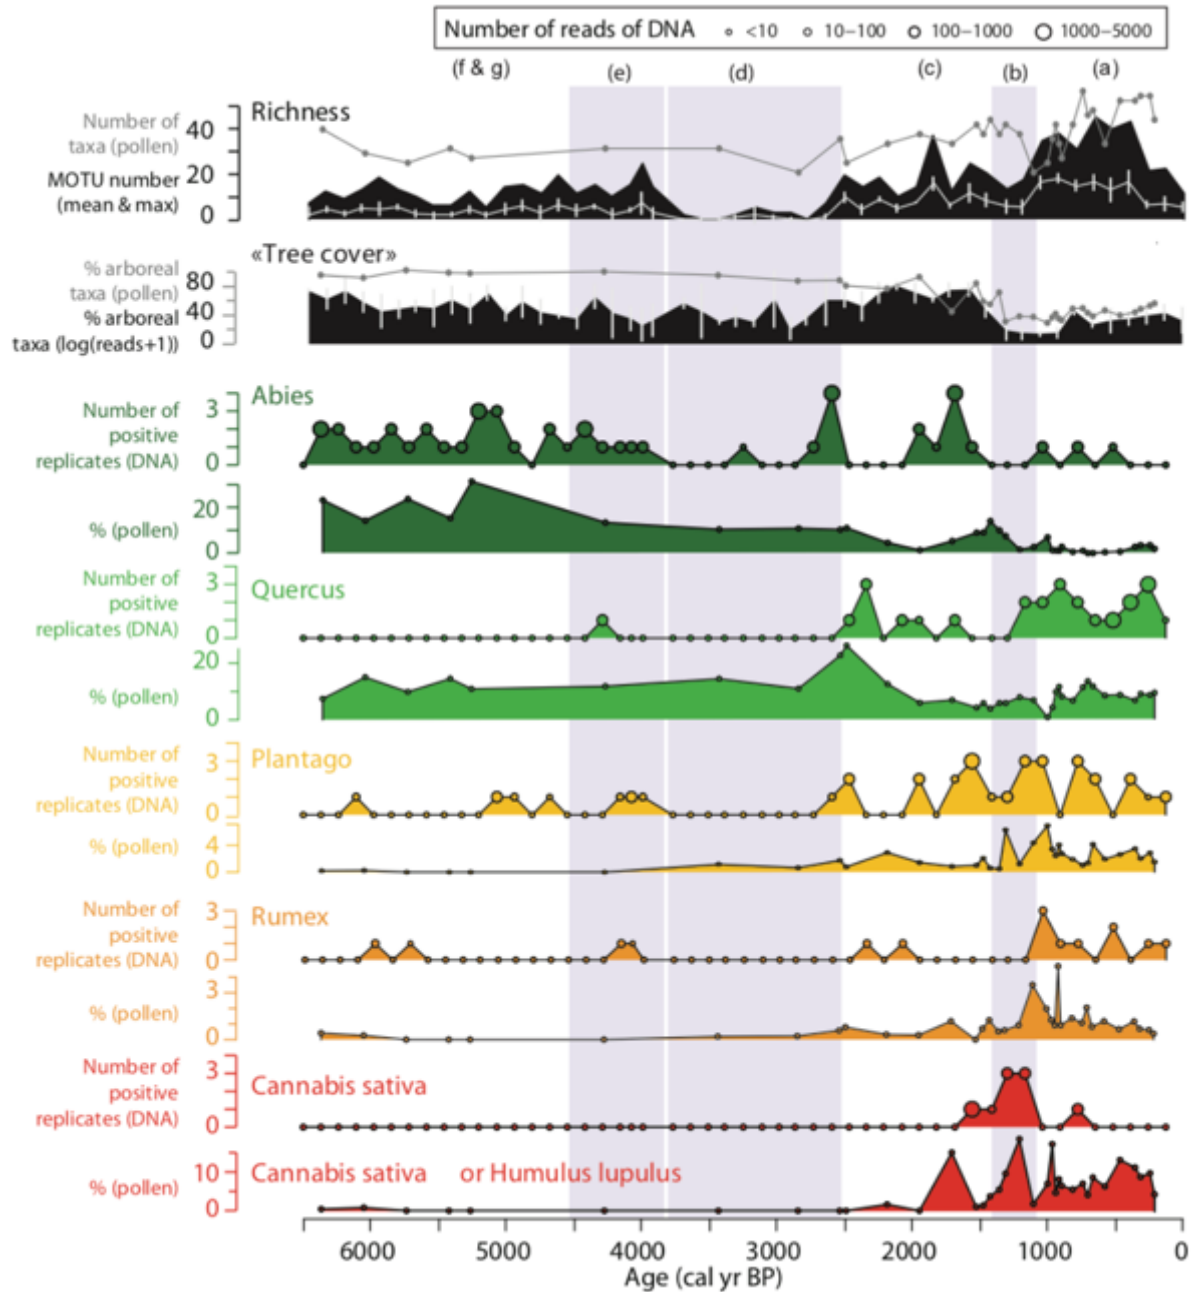 Number of reads of DNA <10 10–100 100–1000 1000–5000
(f & g) (e) (d) (c) (b) (a)
Richness
Number of
taxa (pollen)
MOTU number
(mean & max)
40
20
0
«Tree cover»
% arboreal
taxa (pollen)
% arboreal
taxa (log(reads+1))
80
40
0
Abies
Number of
positive
replicates (DNA)
3
0
% (pollen)
20
0
Quercus
Number of
positive
replicates (DNA)
3
0
% (pollen)
20
0
Plantago
Number of
positive
replicates (DNA)
3
0
% (pollen)
4
0
Rumex
Number of
positive
replicates (DNA)
3
0
% (pollen)
3
0
Cannabis sativa
Number of
positive
replicates (DNA)
3
0
Cannabis sativa or Humulus lupulus
% (pollen)
10
0
6000 5000 4000 3000 2000 1000 0
Age (cal yr BP)